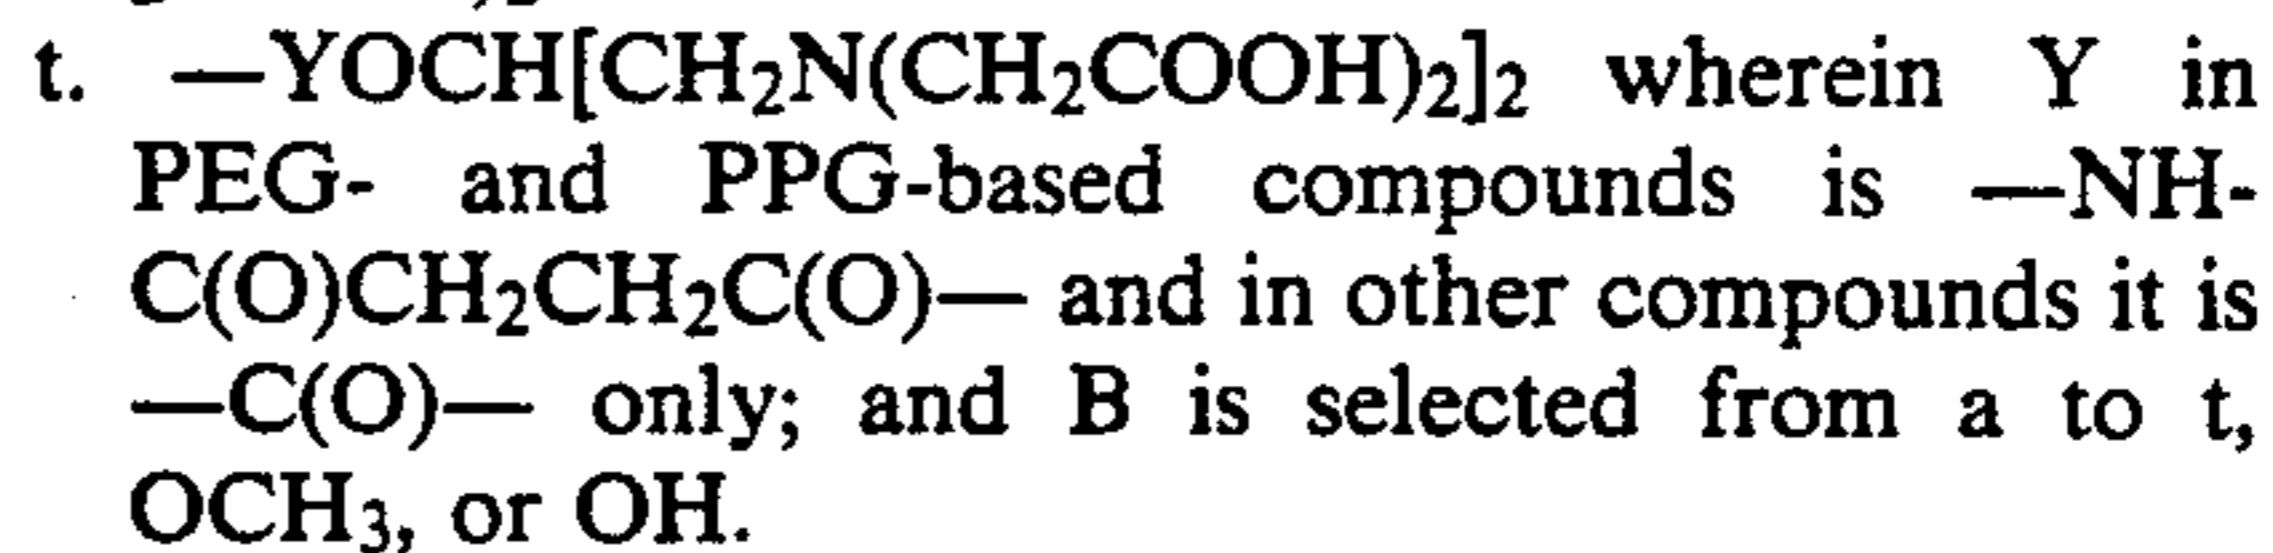 t. —YOCH[CH₂N(CH₂COOH)₂]₂ wherein Y in
PEG- and PPG-based compounds is —NH-
C(O)CH₂CH₂C(O)— and in other compounds it is
—C(O)— only; and B is selected from a to t,
OCH₃, or OH.